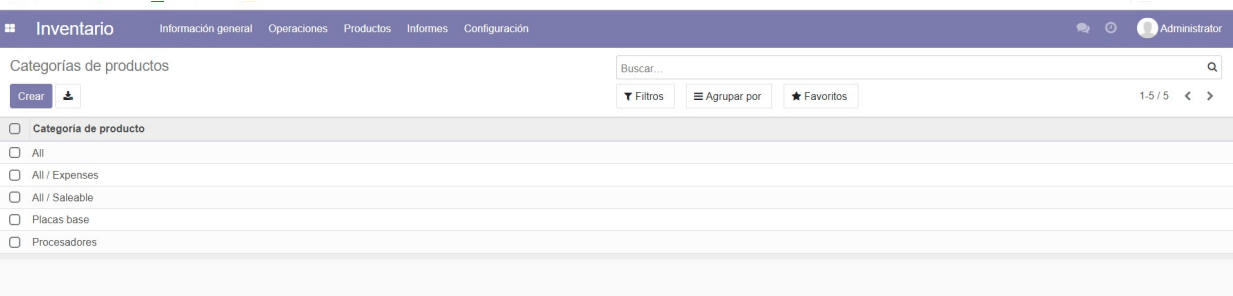 Inventario Información general Operaciones Productos Informes Configuración Administrator
Categorías de productos Buscar...
Crear Filtros Agrupar por Favoritos 1-5 / 5
Categoría de producto
All
All / Expenses
All / Saleable
Placas base
Procesadores